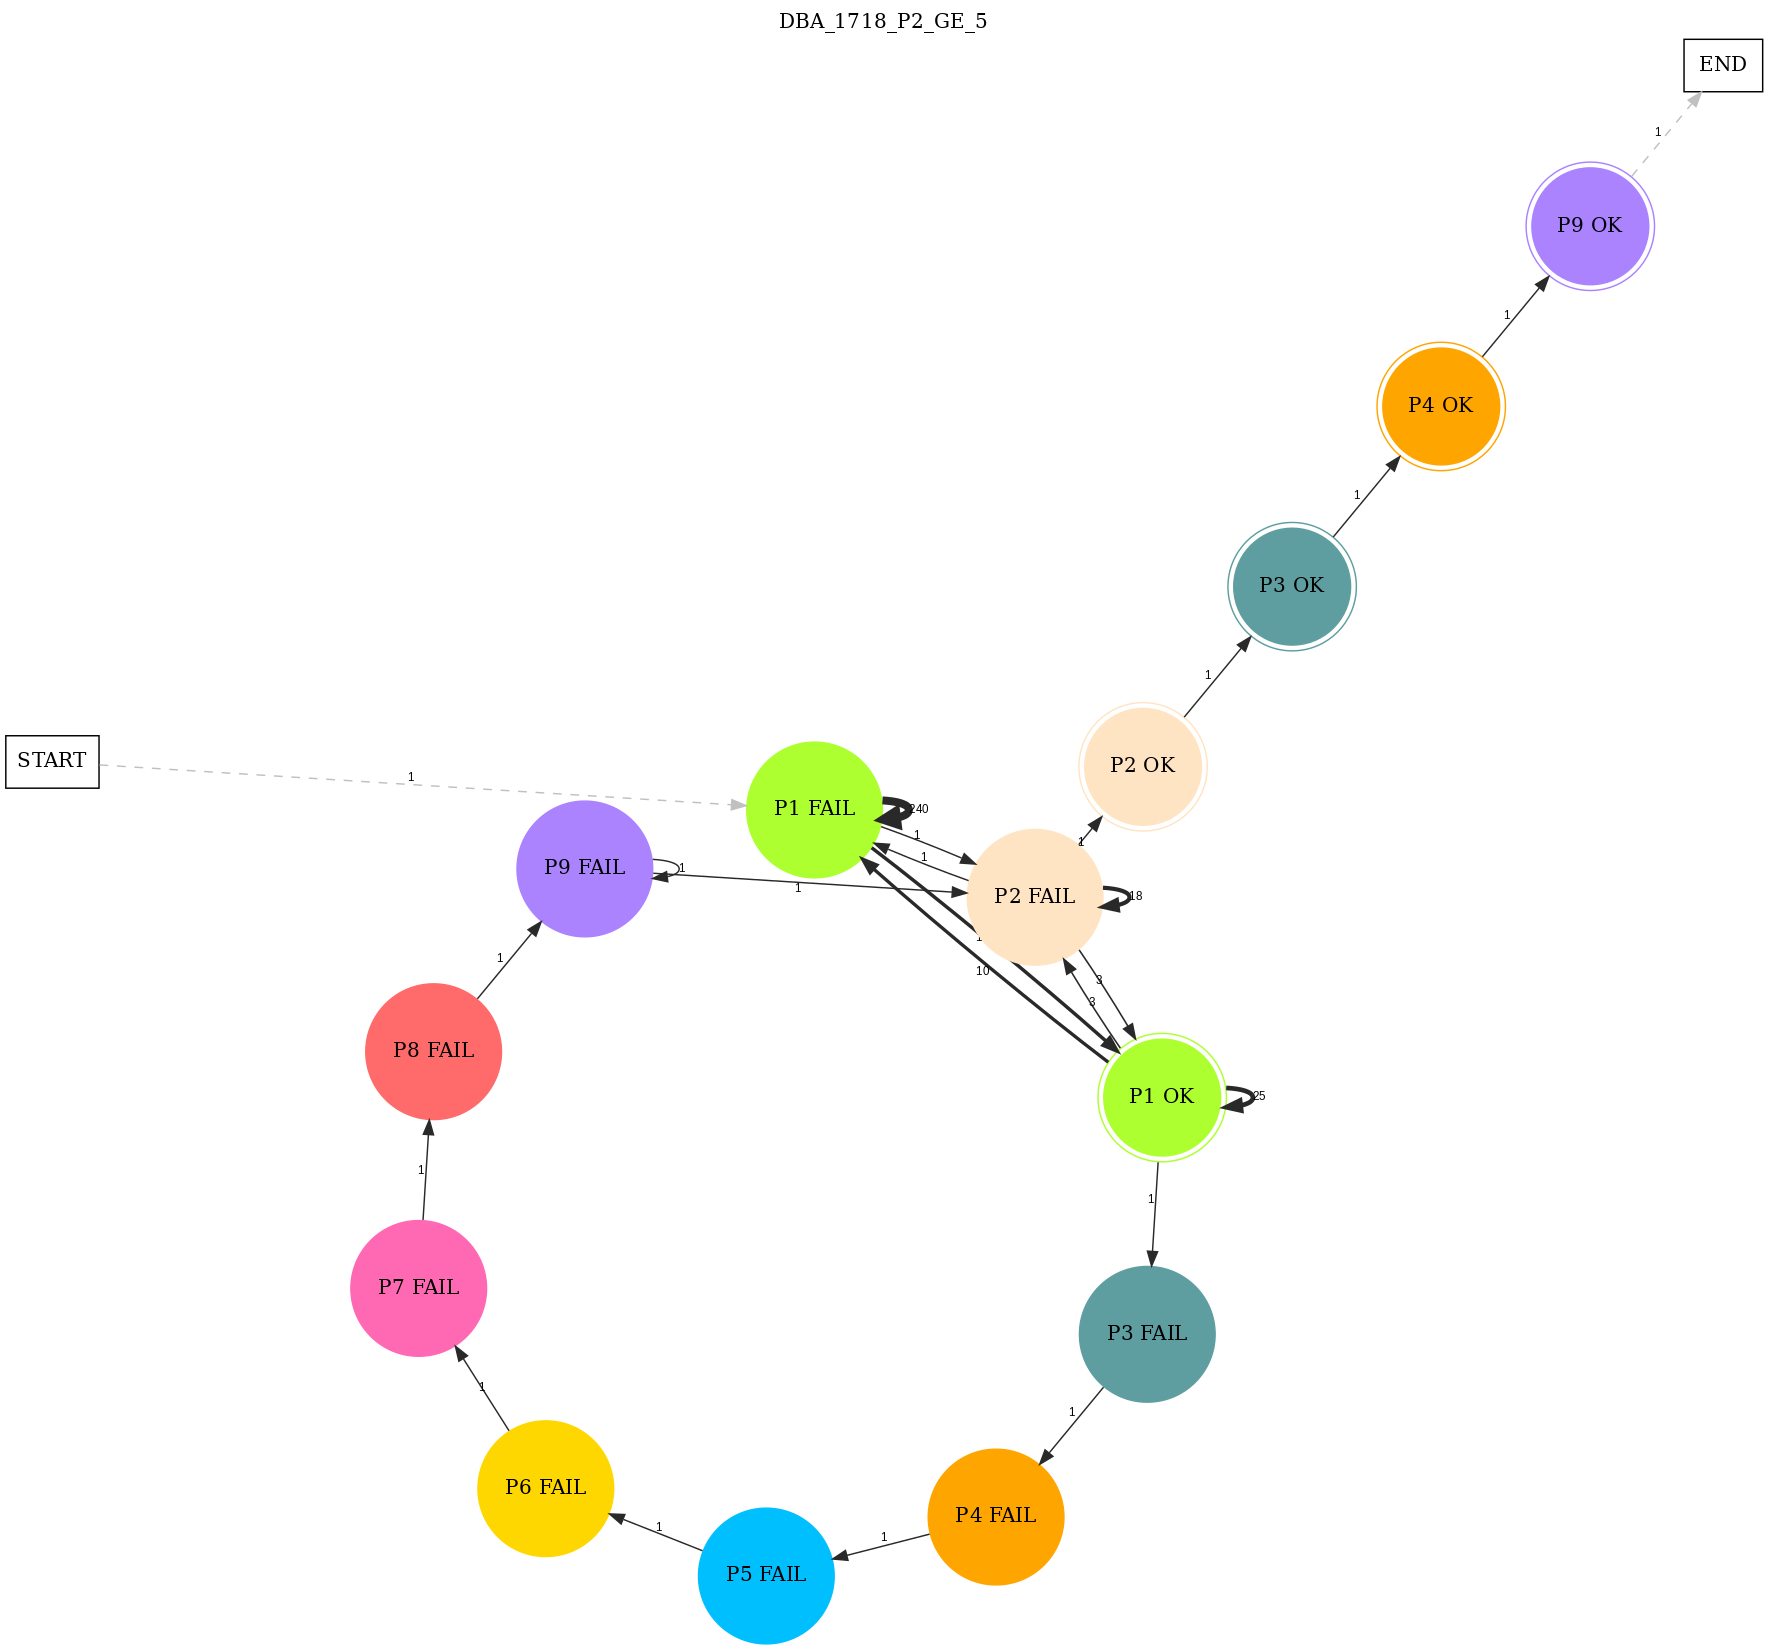 DBA_1718_P2_GE_5
END
1
P9 OK
1
P4 OK
1
P3 OK
1
P2 OK
START
1
P1 FAIL
240
1
1
1
P9 FAIL
1
1
P2 FAIL
18
10
3
3
1
P8 FAIL
P1 OK
25
1
1
P7 FAIL
P3 FAIL
1
1
P6 FAIL
P4 FAIL
1
1
P5 FAIL